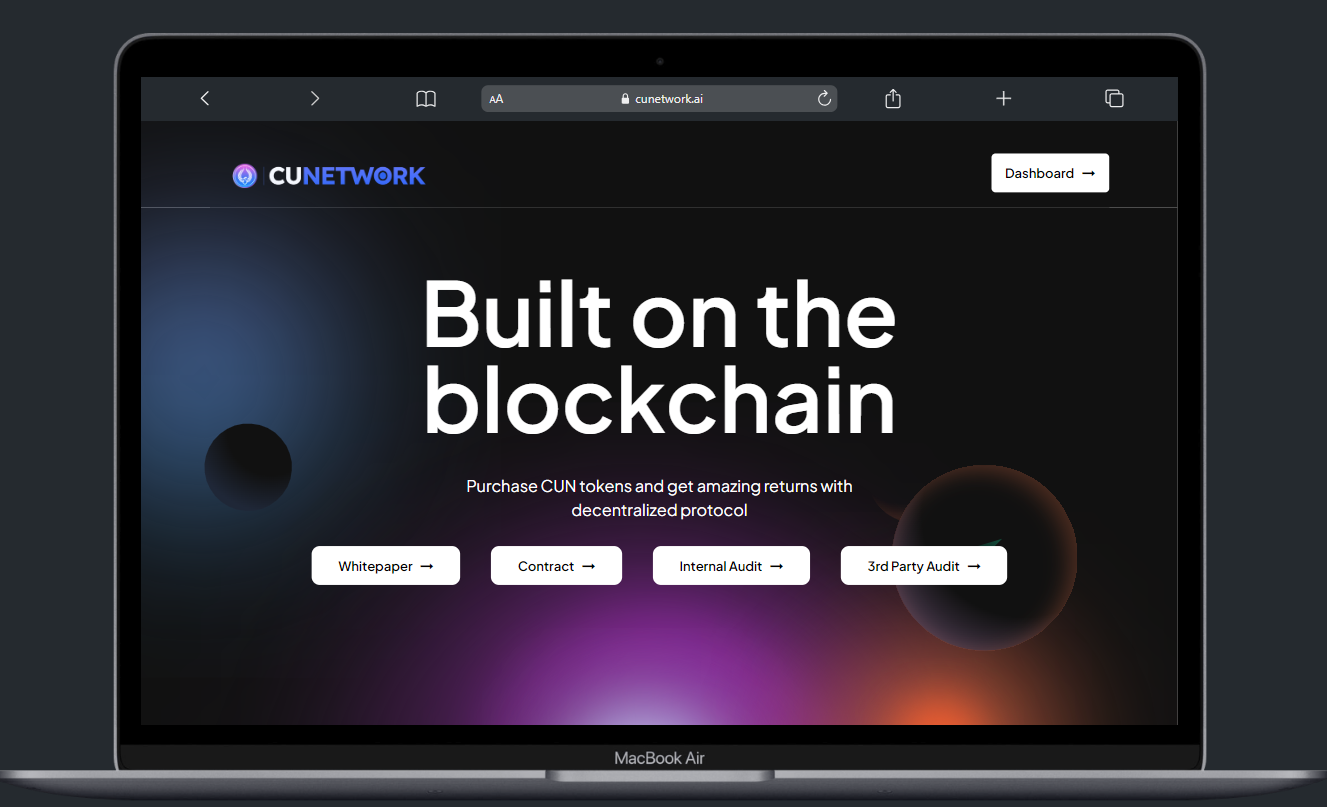 AA
cunetwork.ai
CUNETWORK
Dashboard →
Built on the
blockchain
Purchase CUN tokens and get amazing returns with
decentralized protocol
Whitepaper →
Contract →
Internal Audit →
3rd Party Audit →
MacBook Air